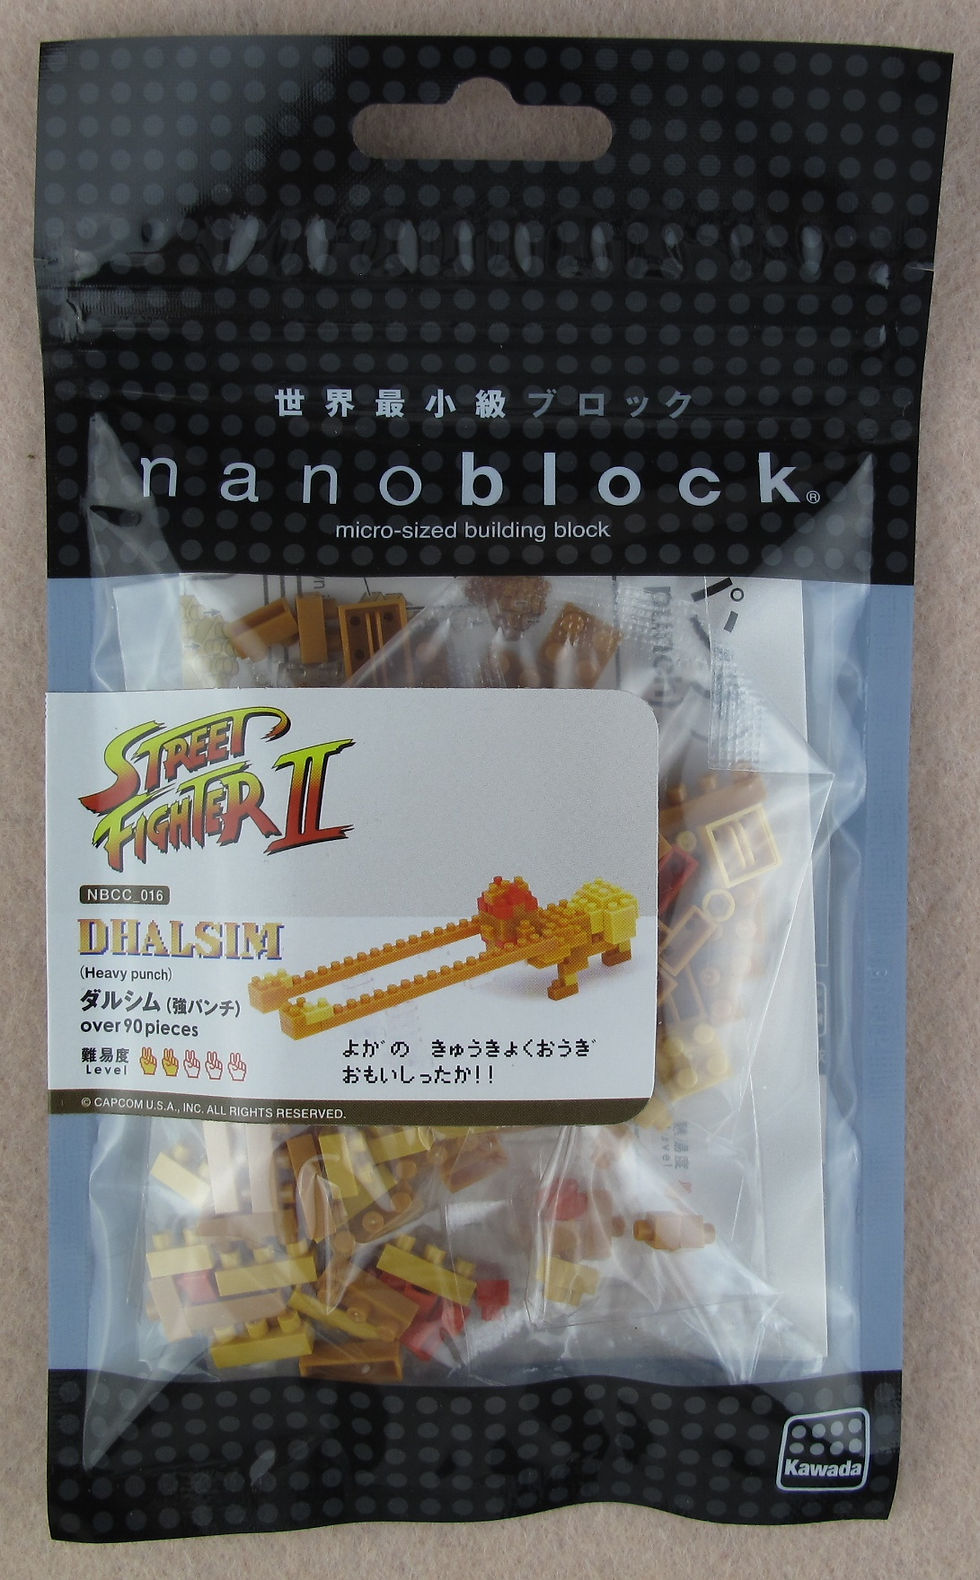 世界最小級ブロック
nanoblock®
micro-sized building block
STREET
FIGHTER II
NBCC_016
DHALSIM
(Heavy punch)
ダルシム (強パンチ)
over 90 pieces
難易度
Level
よがの きゅうきょくおうぎ
おもいしったか!!
© CAPCOM U.S.A., INC. ALL RIGHTS RESERVED.
Kawada